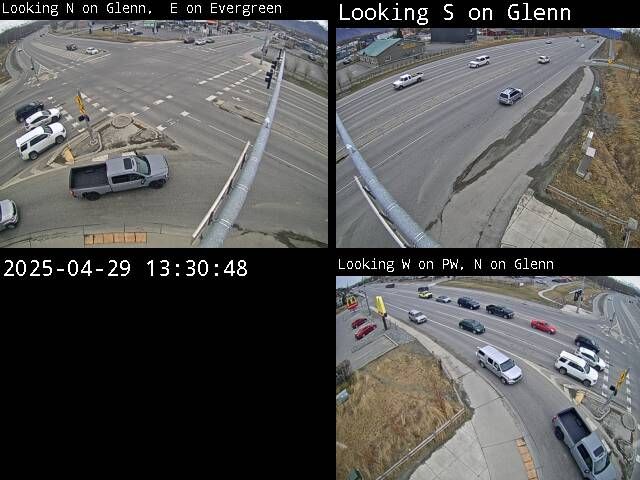 Looking N on Glenn,  E on Evergreen
Looking S on Glenn
2025-04-29 13:30:48
Looking W on PW, N on Glenn